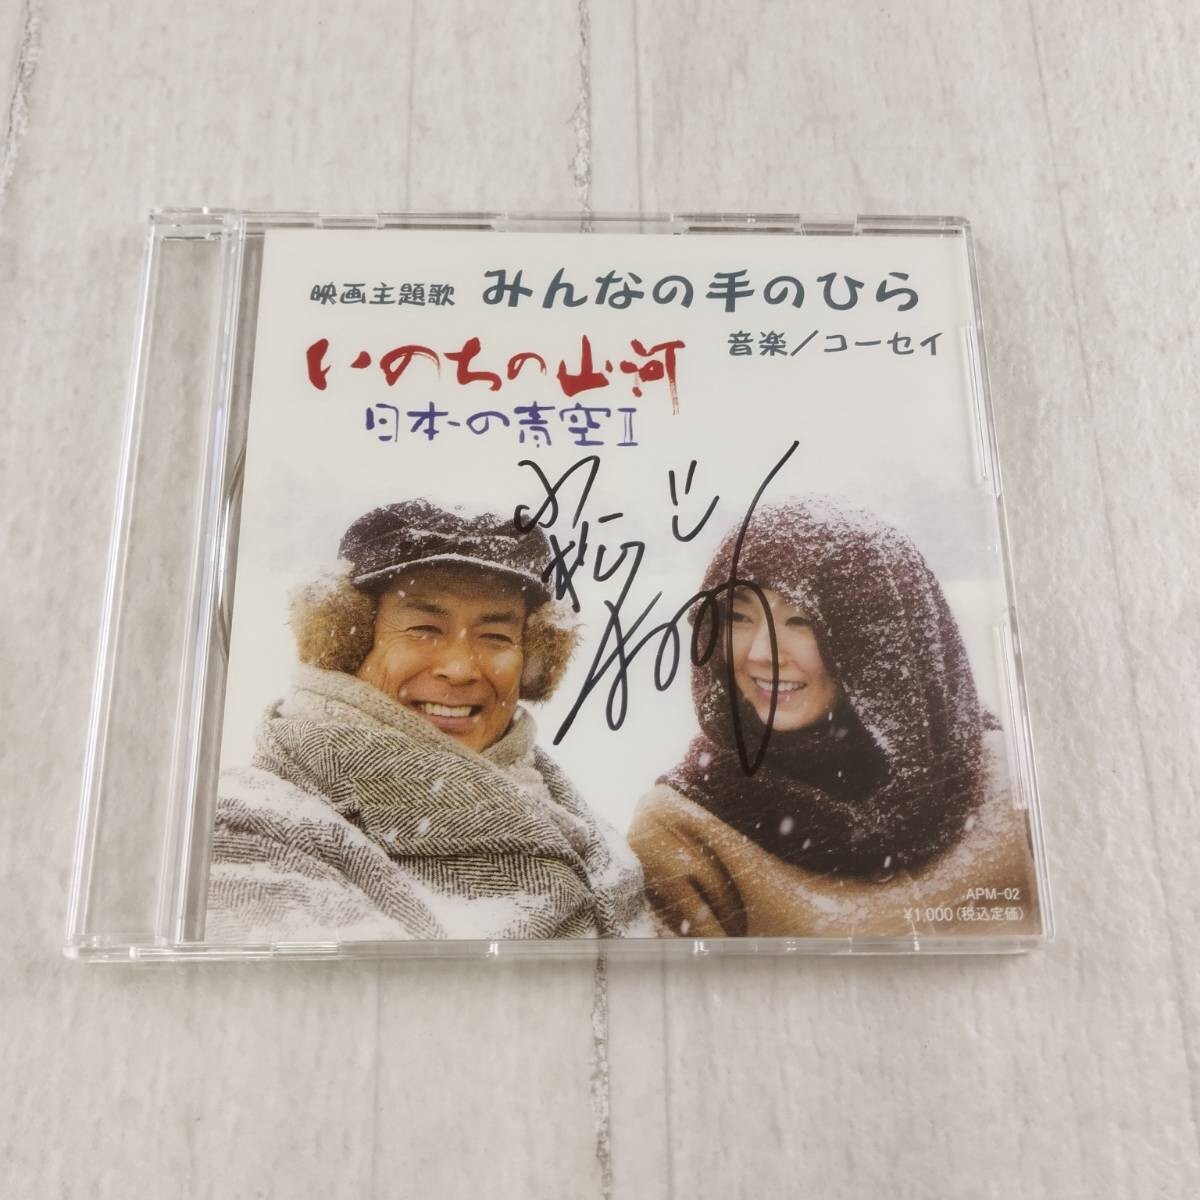 映画主題歌 みんなの手のひら
音楽/コーセイ
いのちの山河
日本の青空II
APM-02
¥1,000(税込定価)